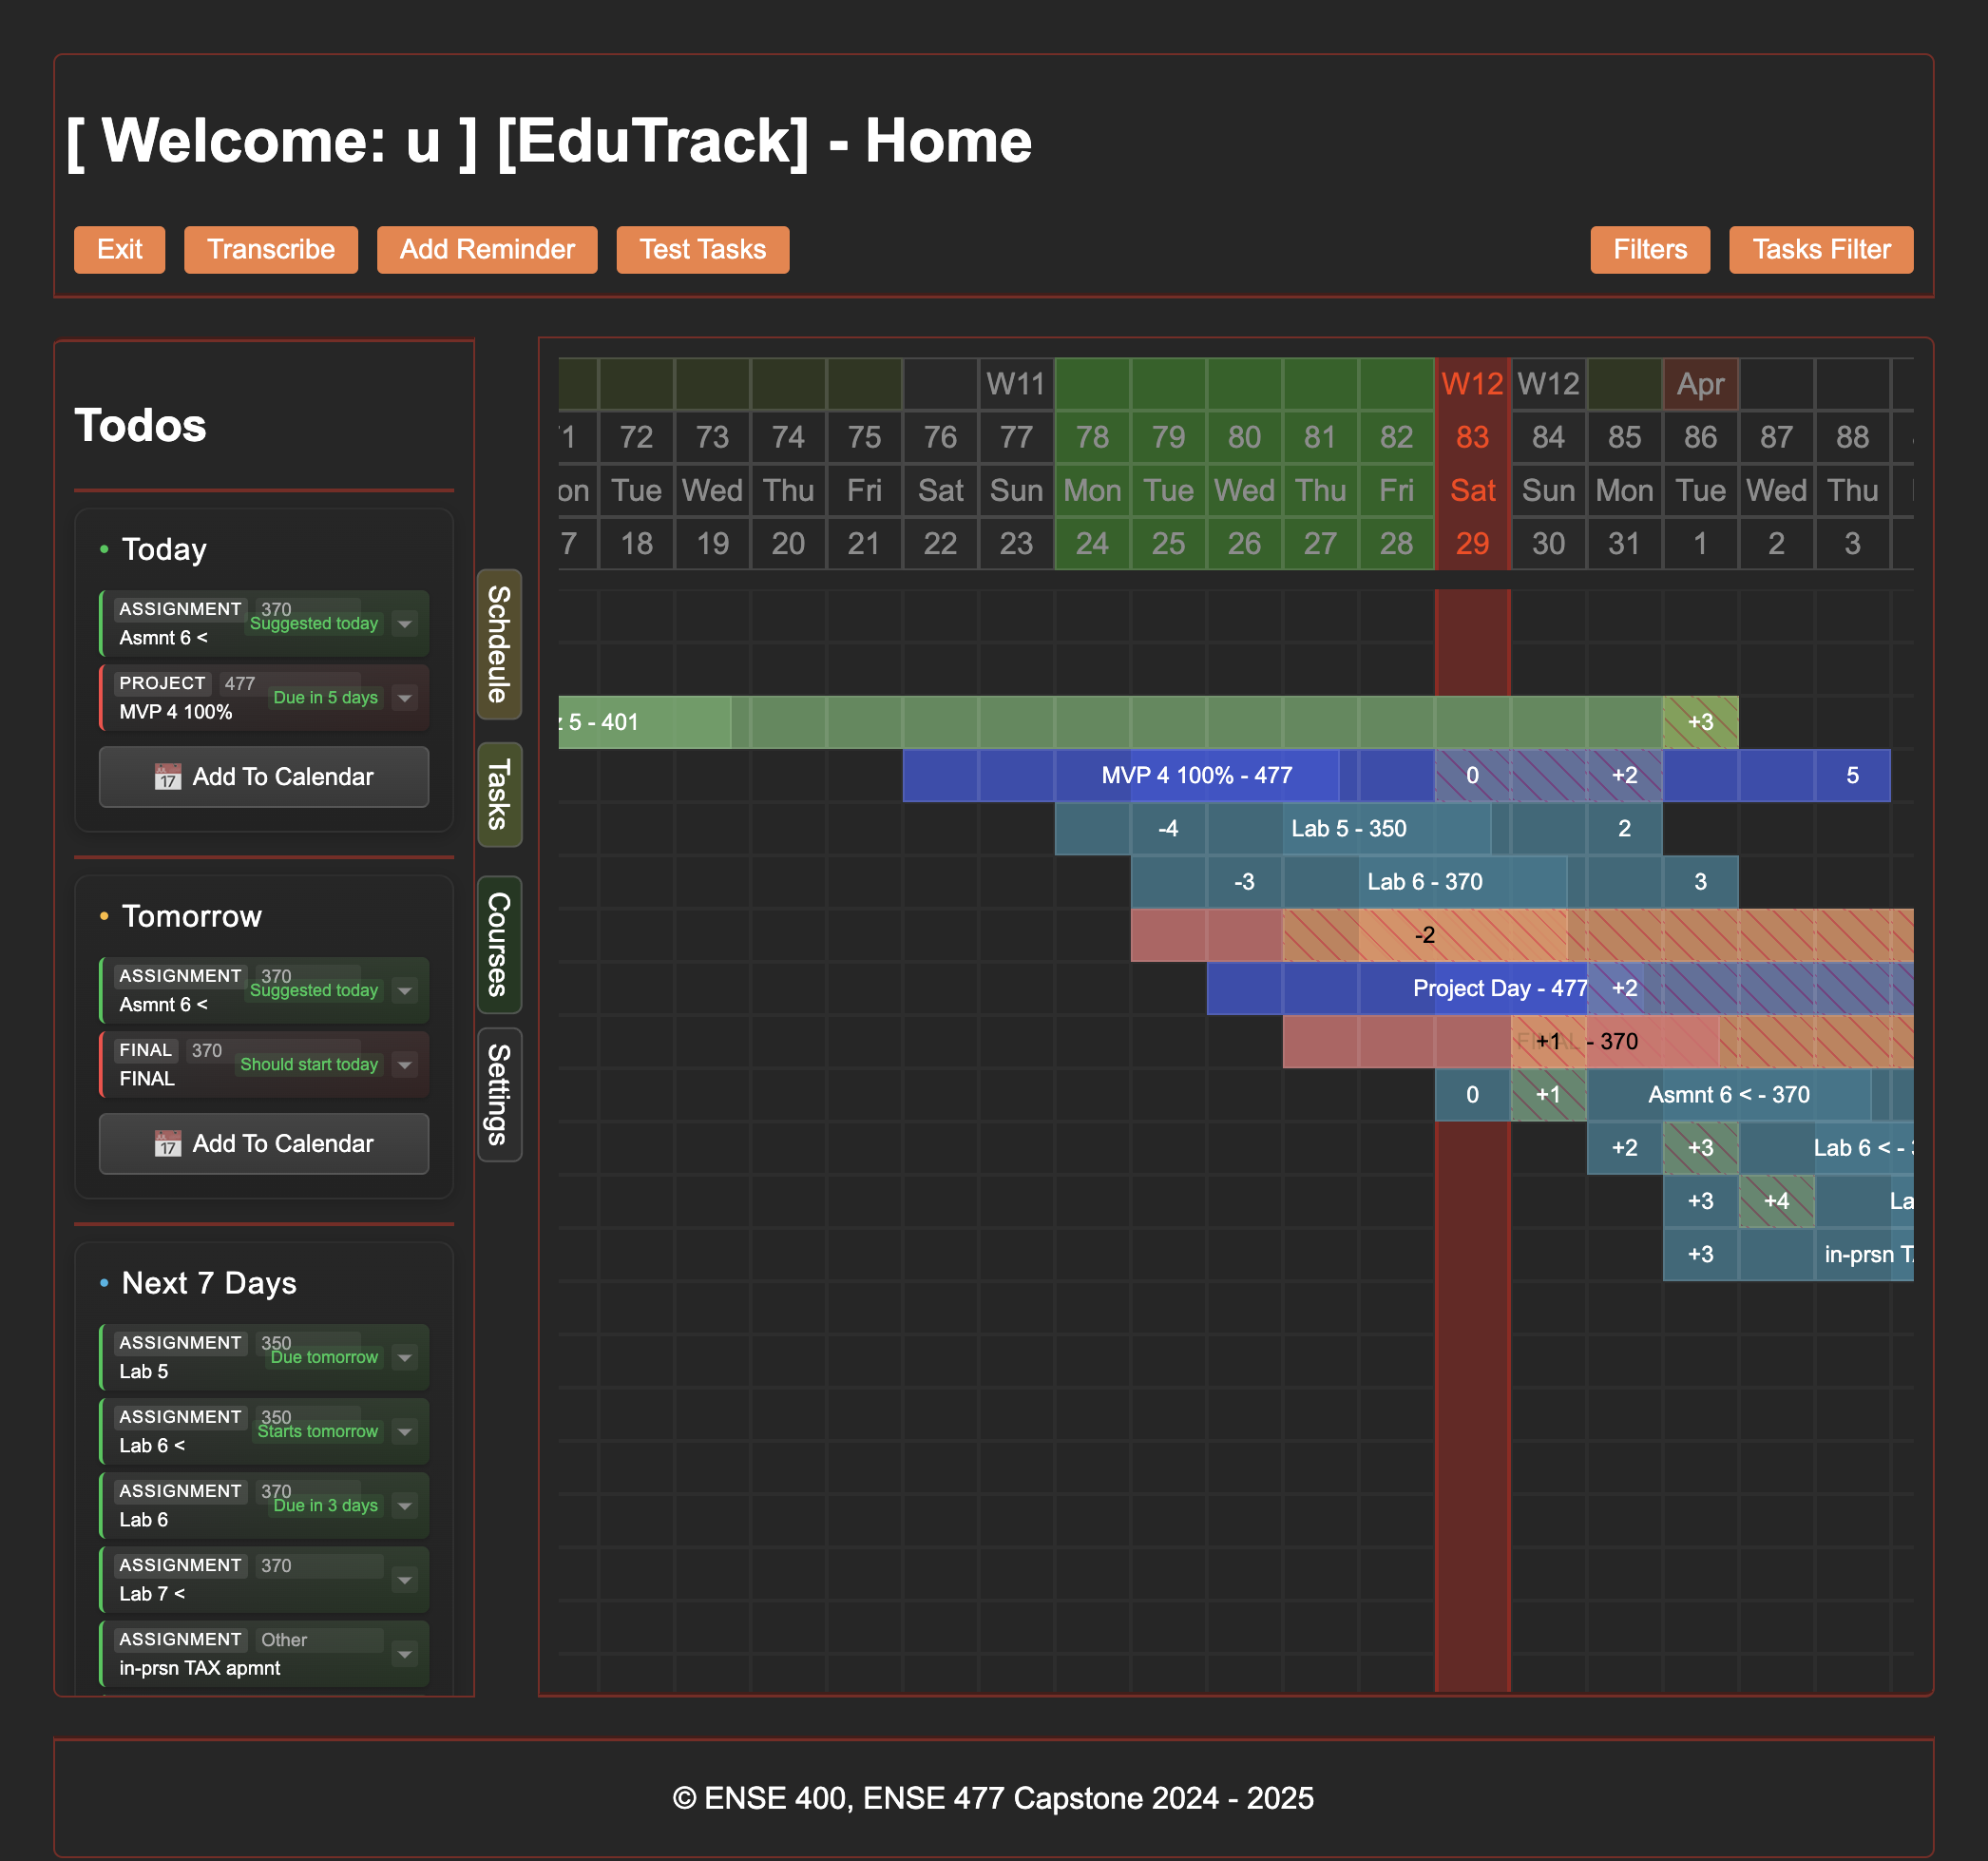 [ Welcome: u ] [EduTrack] - Home
Exit Transcribe Add Reminder Test Tasks Filters Tasks Filter
Todos
• Today
ASSIGNMENT 370
Suggested today
Asmnt 6 <
PROJECT 477
Due in 5 days
MVP 4 100%
17 Add To Calendar
• Tomorrow
ASSIGNMENT 370
Suggested today
Asmnt 6 <
FINAL 370
Should start today
FINAL
17 Add To Calendar
• Next 7 Days
ASSIGNMENT 350
Due tomorrow
Lab 5
ASSIGNMENT 350
Starts tomorrow
Lab 6 <
ASSIGNMENT 370
Due in 3 days
Lab 6
ASSIGNMENT 370
Lab 7 <
ASSIGNMENT Other
in-prsn TAX apmnt
Schdeule
Tasks
Courses
Settings
W11 W12 W12 Apr
72 73 74 75 76 77 78 79 80 81 82 83 84 85 86 87 88
Tue Wed Thu Fri Sat Sun Mon Tue Wed Thu Fri Sat Sun Mon Tue Wed Thu
18 19 20 21 22 23 24 25 26 27 28 29 30 31 1 2 3
5 - 401 +3
MVP 4 100% - 477 0 +2 5
-4 Lab 5 - 350 2
-3 Lab 6 - 370 3
-2
Project Day - 477 +2
+1 - 370
0 +1 Asmnt 6 < - 370
+2 +3 Lab 6 < -
+3 +4 La
+3 in-prsn
© ENSE 400, ENSE 477 Capstone 2024 - 2025